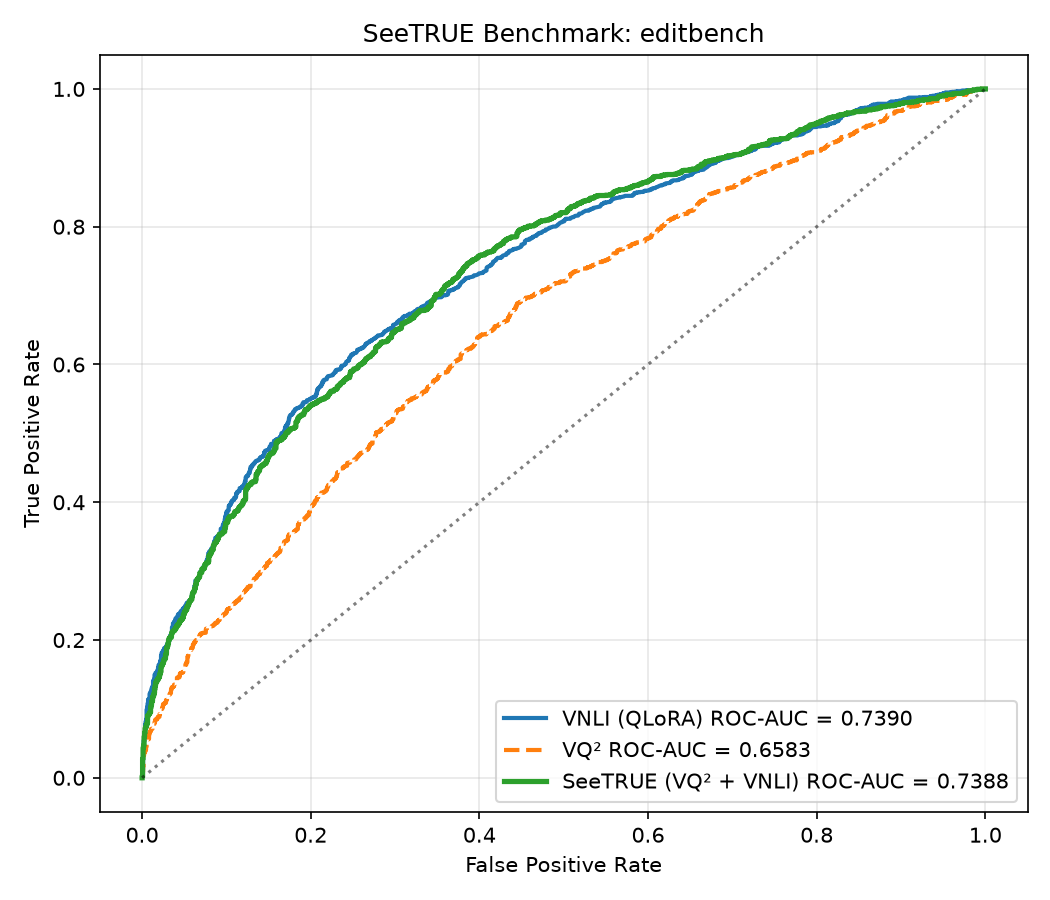 SeeTRUE Benchmark: editbench
True Positive Rate
1.0
0.8
0.6
0.4
0.2
0.0
VNLI (QLoRA) ROC-AUC = 0.7390
VQ² ROC-AUC = 0.6583
SeeTRUE (VQ² + VNLI) ROC-AUC = 0.7388
0.0 0.2 0.4 0.6 0.8 1.0
False Positive Rate